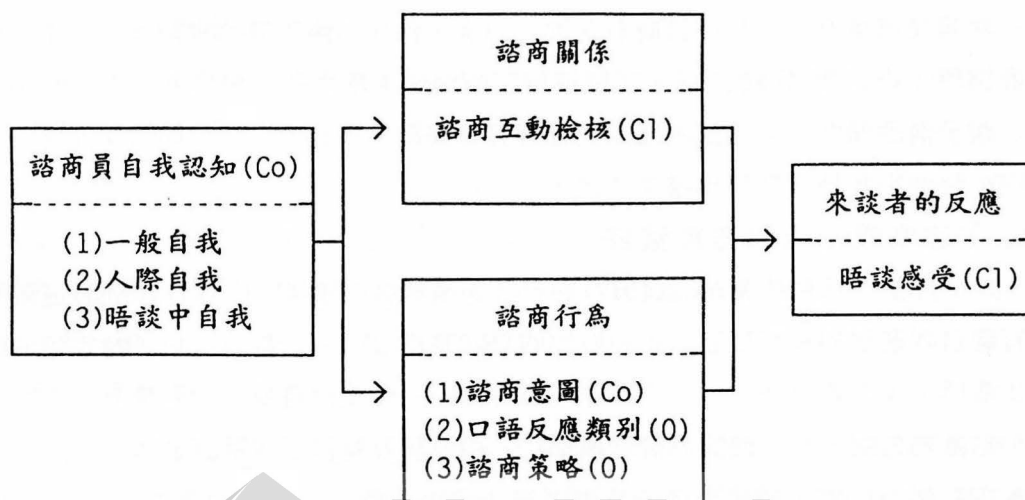 諮商員自我認知(Co)
(1)一般自我
(2)人際自我
(3)晤談中自我
諮商關係
諮商互動檢核(Cl)
諮商行為
(1)諮商意圖(Co)
(2)口語反應類别(O)
(3)諮商策略(O)
來談者的反應
晤談感受(Cl)